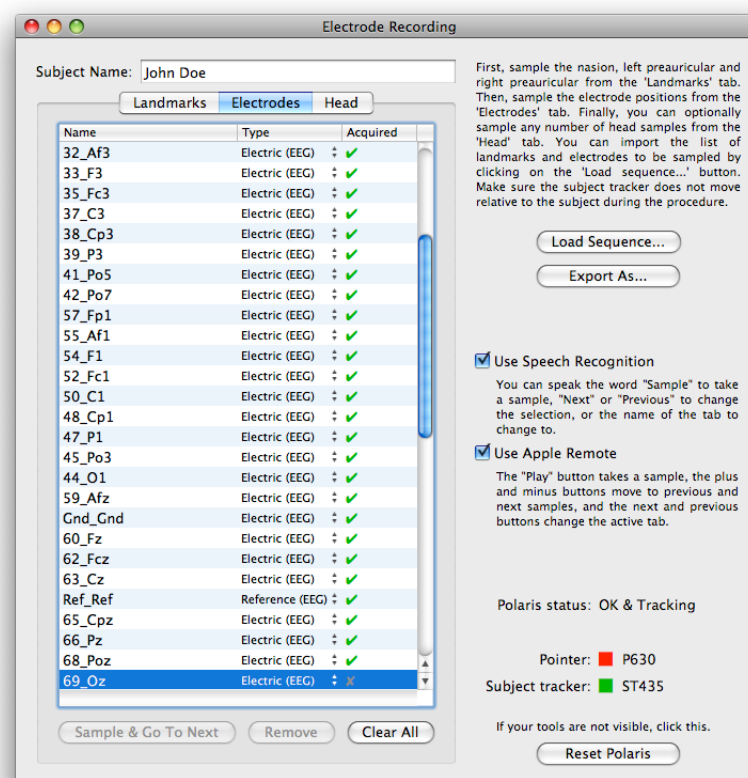 Electrode Recording
Subject Name: John Doe
Landmarks Electrodes Head
Name Type Acquired
32_Af3 Electric (EEG)
33_F3 Electric (EEG)
35_Fc3 Electric (EEG)
37_C3 Electric (EEG)
38_Cp3 Electric (EEG)
39_P3 Electric (EEG)
41_Po5 Electric (EEG)
42_Po7 Electric (EEG)
57_Fp1 Electric (EEG)
55_Af1 Electric (EEG)
54_F1 Electric (EEG)
52_Fc1 Electric (EEG)
50_C1 Electric (EEG)
48_Cp1 Electric (EEG)
47_P1 Electric (EEG)
45_Po3 Electric (EEG)
44_O1 Electric (EEG)
59_Afz Electric (EEG)
Gnd_Gnd Electric (EEG)
60_Fz Electric (EEG)
62_Fcz Electric (EEG)
63_Cz Electric (EEG)
Ref_Ref Reference (EEG)
65_Cpz Electric (EEG)
66_Pz Electric (EEG)
68_Poz Electric (EEG)
69_Oz Electric (EEG)
Sample & Go To Next Remove Clear All
First, sample the nasion, left preauricular and
right preauricular from the 'Landmarks' tab.
Then, sample the electrode positions from the
'Electrodes' tab. Finally, you can optionally
sample any number of head samples from the
'Head' tab. You can import the list of
landmarks and electrodes to be sampled by
clicking on the 'Load sequence...' button.
Make sure the subject tracker does not move
relative to the subject during the procedure.
Load Sequence...
Export As...
Use Speech Recognition
You can speak the word "Sample" to take
a sample, "Next" or "Previous" to change
the selection, or the name of the tab to
change to.
Use Apple Remote
The "Play" button takes a sample, the plus
and minus buttons move to previous and
next samples, and the next and previous
buttons change the active tab.
Polaris status: OK & Tracking
Pointer: P630
Subject tracker: ST435
If your tools are not visible, click this.
Reset Polaris